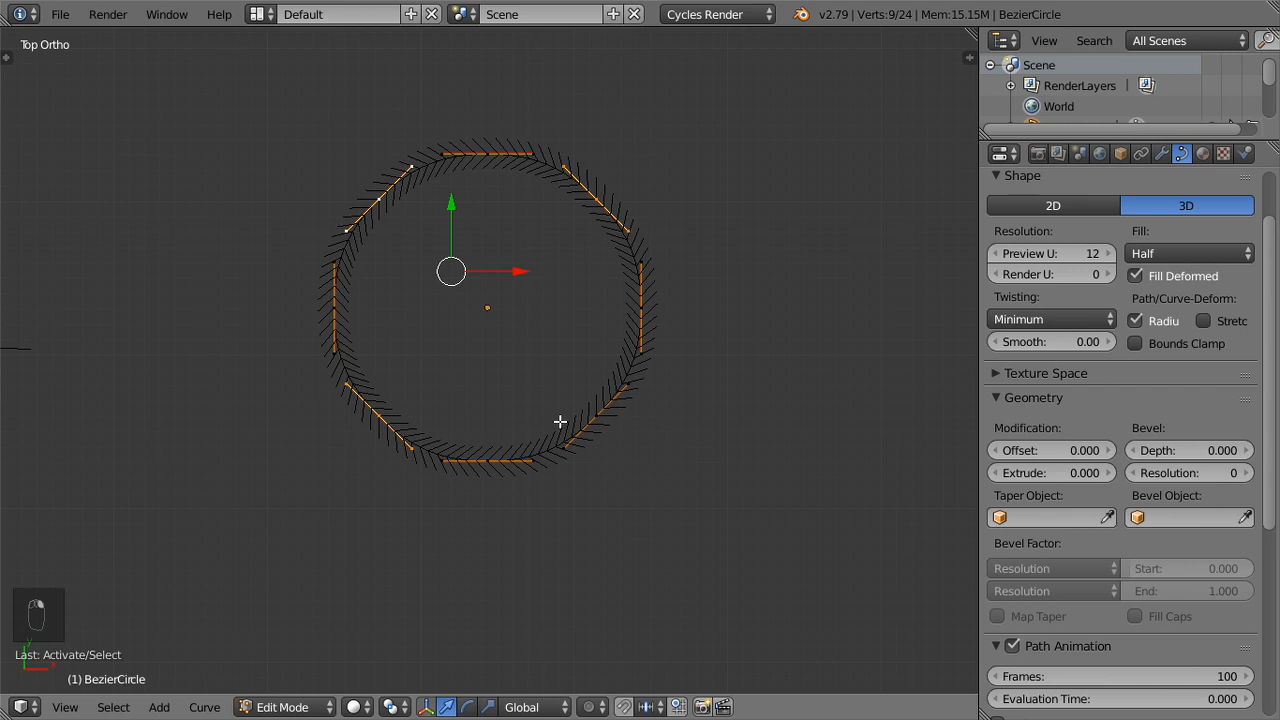 File Render Window Help Default Scene Cycles Render v2.79 | Verts:9/24 | Mem:15.15M | BezierCircle
Top Ortho
View Search All Scenes
Scene
RenderLayers
World
Shape
2D 3D
Resolution: Fill:
Preview U: 12 Half
Render U: 0 Fill Deformed
Twisting: Path/Curve-Deform:
Minimum Radiu Stretc
Smooth: 0.00 Bounds Clamp
Texture Space
Geometry
Modification: Bevel:
Offset: 0.000 Depth: 0.000
Extrude: 0.000 Resolution: 0
Taper Object: Bevel Object:
Bevel Factor:
Resolution Start: 0.000
Resolution End: 1.000
Map Taper Fill Caps
Path Animation
Frames: 100
Evaluation Time: 0.000
y
x
Last: Activate/Select
(1) BezierCircle
View Select Add Curve Edit Mode Global